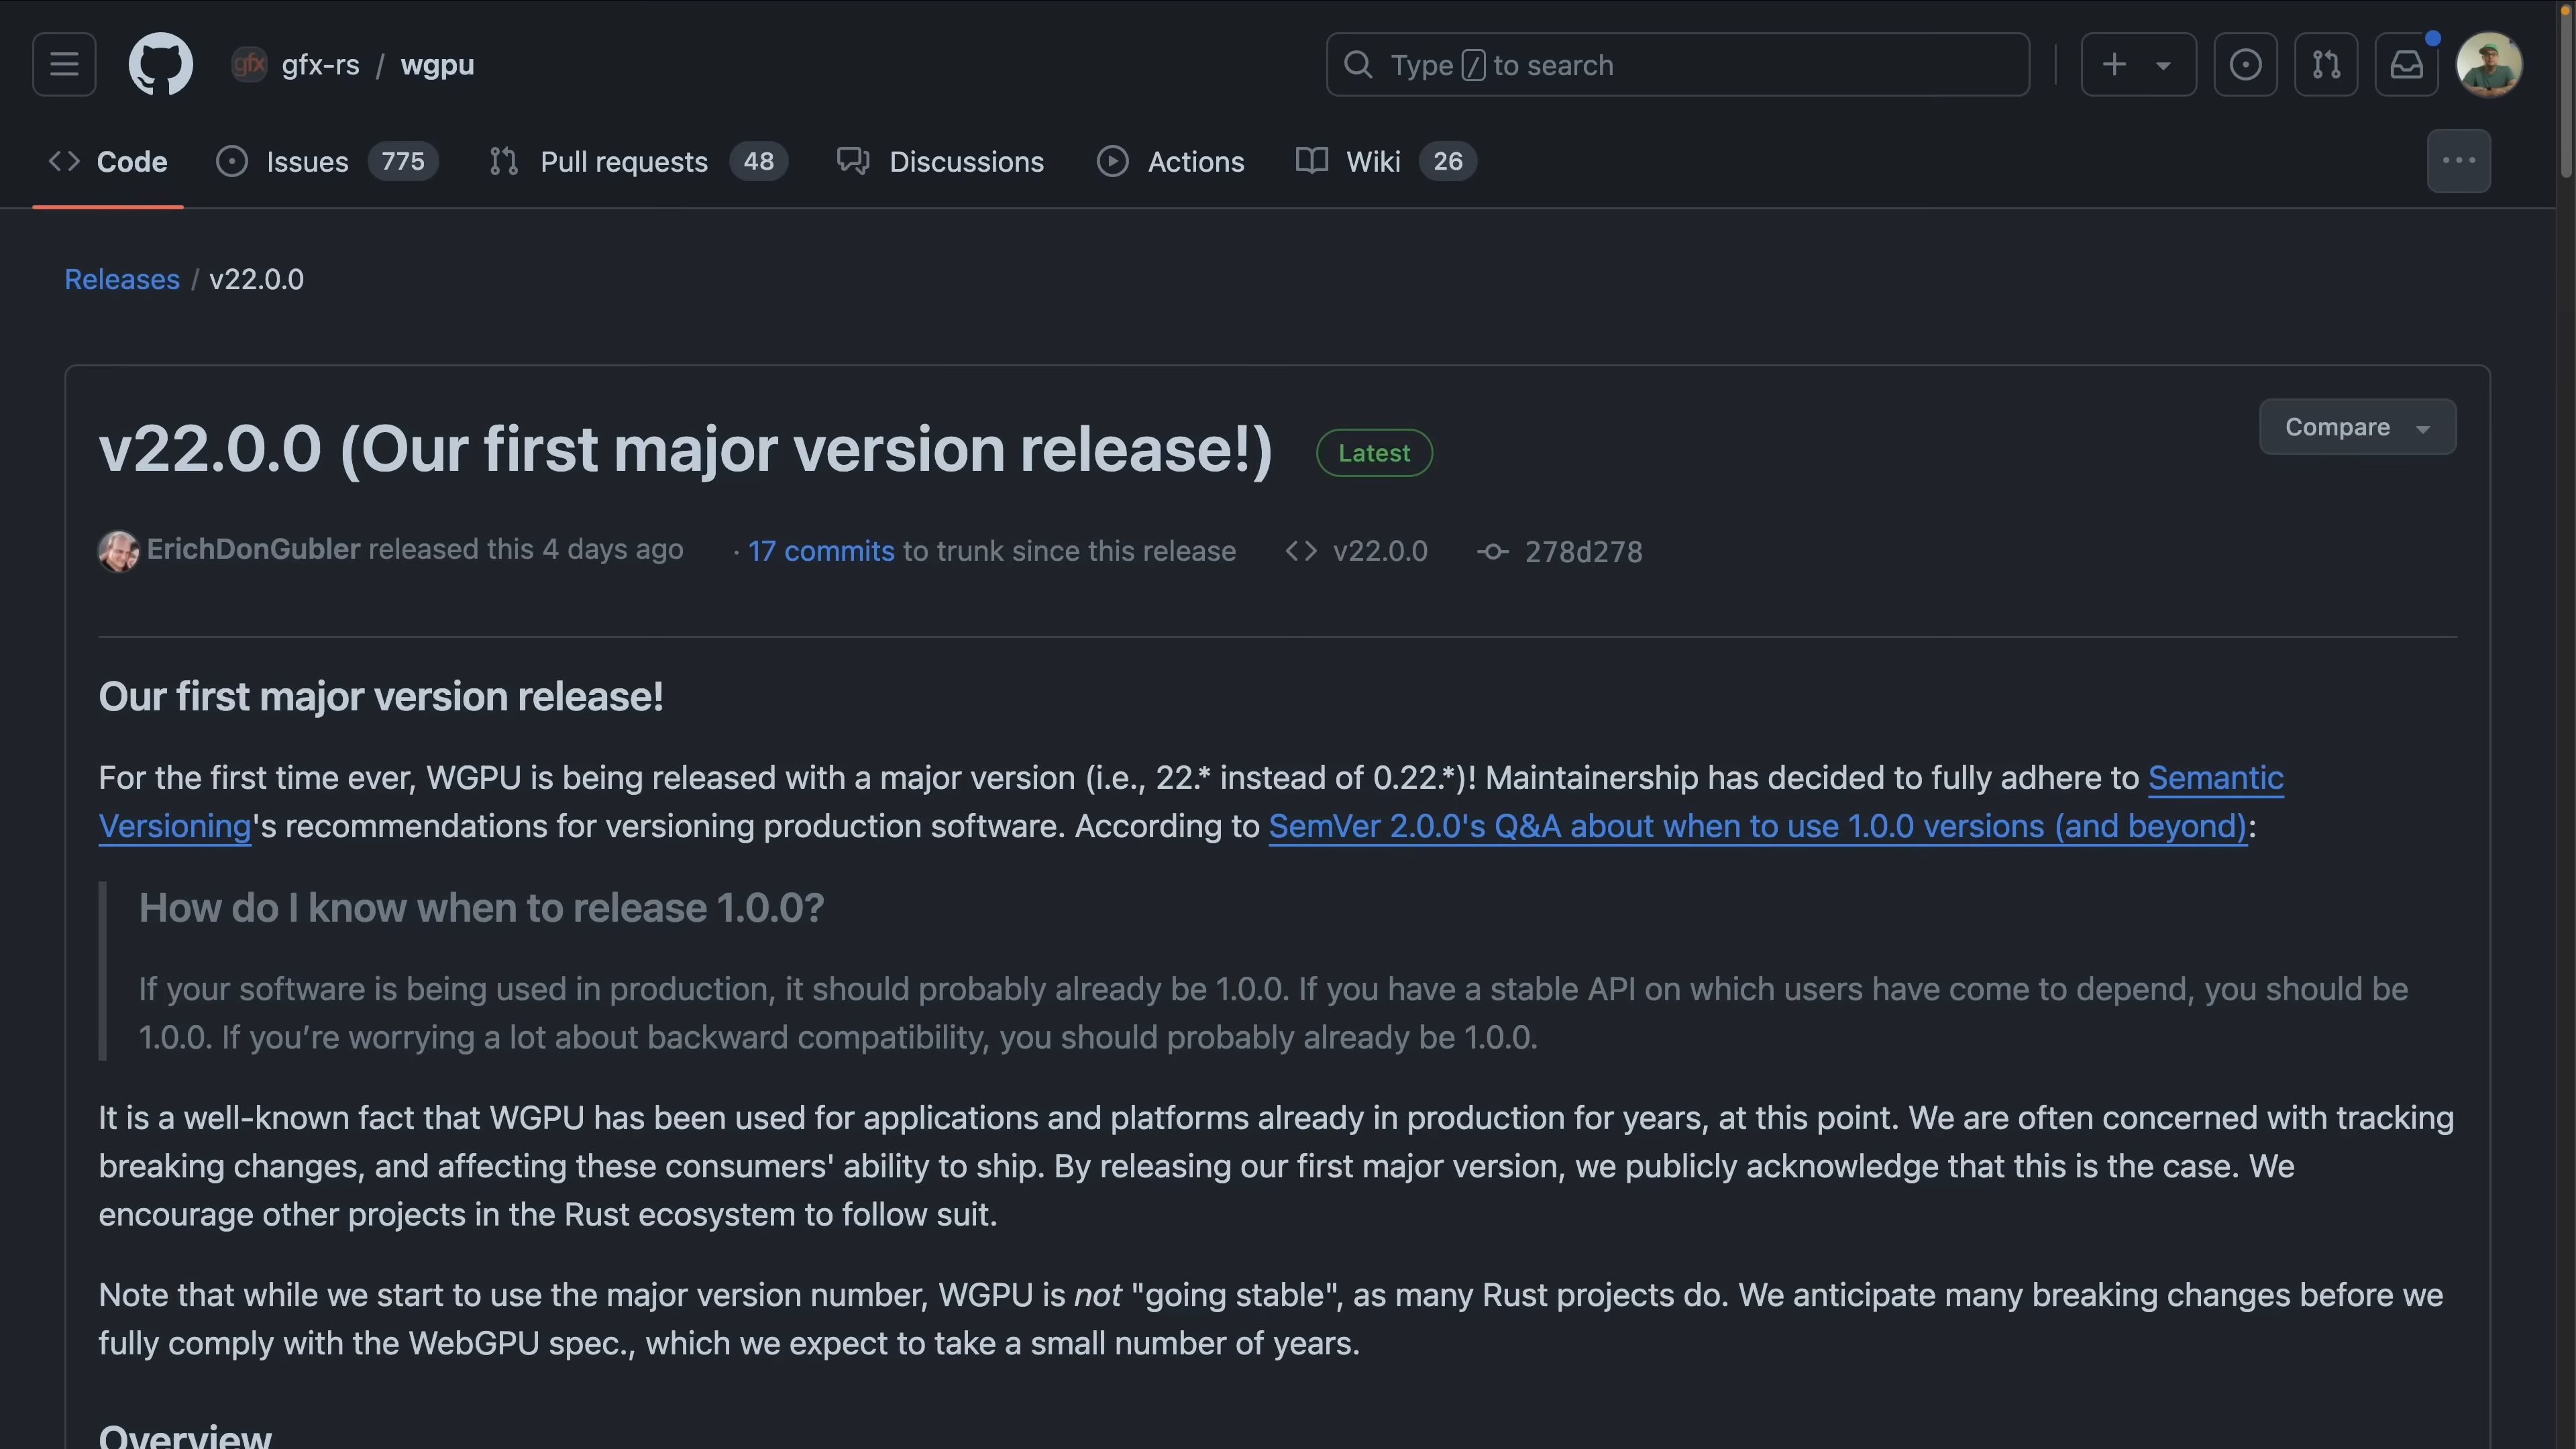 gfx gfx-rs / wgpu
Type / to search
Code
Issues 775
Pull requests 48
Discussions
Actions
Wiki 26
Releases / v22.0.0
v22.0.0 (Our first major version release!) Latest
Compare
ErichDonGubler released this 4 days ago · 17 commits to trunk since this release v22.0.0 278d278
Our first major version release!
For the first time ever, WGPU is being released with a major version (i.e., 22.* instead of 0.22.*)! Maintainership has decided to fully adhere to Semantic
Versioning's recommendations for versioning production software. According to SemVer 2.0.0's Q&A about when to use 1.0.0 versions (and beyond):
How do I know when to release 1.0.0?
If your software is being used in production, it should probably already be 1.0.0. If you have a stable API on which users have come to depend, you should be
1.0.0. If you’re worrying a lot about backward compatibility, you should probably already be 1.0.0.
It is a well-known fact that WGPU has been used for applications and platforms already in production for years, at this point. We are often concerned with tracking
breaking changes, and affecting these consumers' ability to ship. By releasing our first major version, we publicly acknowledge that this is the case. We
encourage other projects in the Rust ecosystem to follow suit.
Note that while we start to use the major version number, WGPU is not "going stable", as many Rust projects do. We anticipate many breaking changes before we
fully comply with the WebGPU spec., which we expect to take a small number of years.
Overview